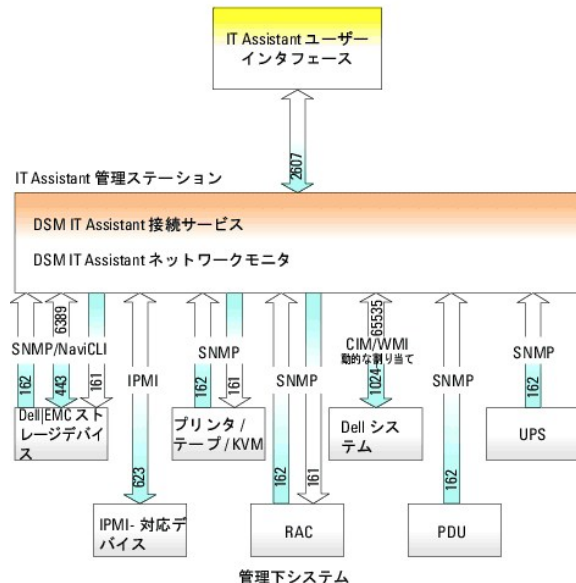 IT Assistant ユーザー
インタフェース
2607
IT Assistant 管理ステーション
DSM IT Assistant 接続サービス
DSM IT Assistant ネットワークモニタ
6389
65535
SNMP/NaviCLI
IPMI
SNMP
SNMP
CIM/WMI
動的な割り当て
SNMP
SNMP
162
443
161
162
161
1024-
162
Dell|EMC スト
レージデバイ
ス
プリンタ /
テープ / KVM
Dell シス
テム
UPS
623
162
161
162
IPMI- 対応デ
バイス
RAC
PDU
管理下システム